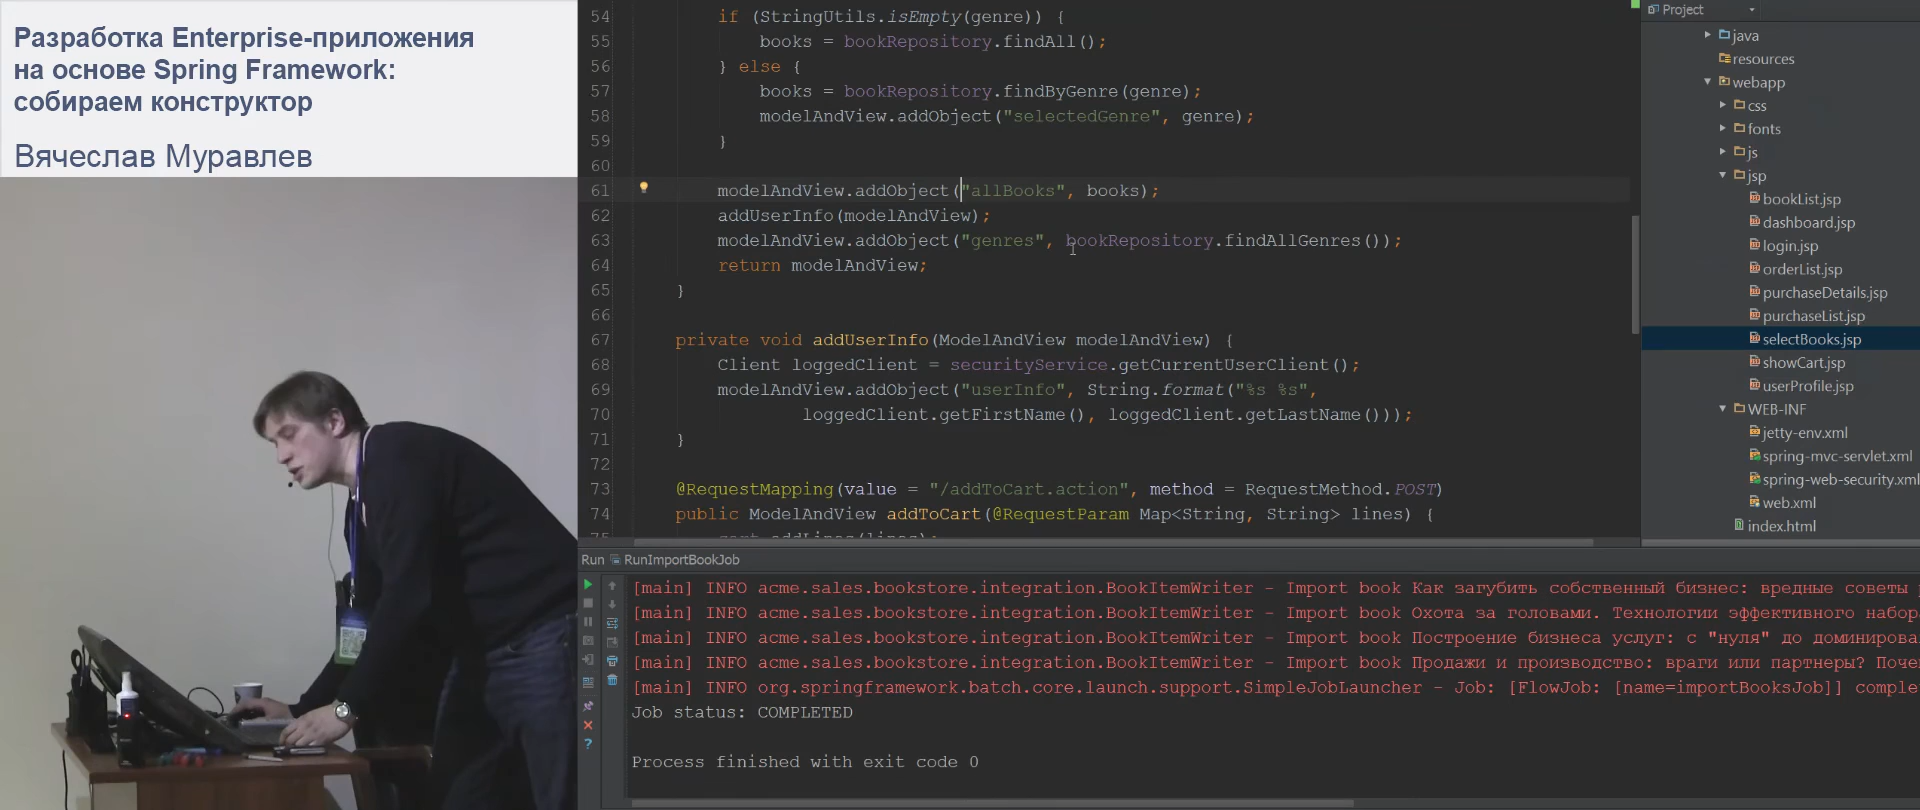 Разработка Enterprise-приложения
на основе Spring Framework:
собираем конструктор
Вячеслав Муравлев
54 if (StringUtils.isEmpty(genre)) {
55 books = bookRepository.findAll();
56 } else {
57 books = bookRepository.findByGenre(genre);
58 modelAndView.addObject("selectedGenre", genre);
59 }
60
61 modelAndView.addObject("allBooks", books);
62 addUserInfo(modelAndView);
63 modelAndView.addObject("genres", bookRepository.findAllGenres());
64 return modelAndView;
65 }
66
67 private void addUserInfo(ModelAndView modelAndView) {
68 Client loggedClient = securityService.getCurrentUserClient();
69 modelAndView.addObject("userInfo", String.format("%s %s",
70 loggedClient.getFirstName(), loggedClient.getLastName()));
71 }
72
73 @RequestMapping(value = "/addToCart.action", method = RequestMethod.POST)
74 public ModelAndView addToCart(@RequestParam Map<String, String> lines) {
75 cart.addLines(lines);
Project
java
resources
webapp
css
fonts
js
jsp
bookList.jsp
dashboard.jsp
login.jsp
orderList.jsp
purchaseDetails.jsp
purchaseList.jsp
selectBooks.jsp
showCart.jsp
userProfile.jsp
WEB-INF
jetty-env.xml
spring-mvc-servlet.xml
spring-web-security.xml
web.xml
index.html
Run RunImportBookJob
[main] INFO acme.sales.bookstore.integration.BookItemWriter - Import book Как загубить собственный бизнес: вредные советы
[main] INFO acme.sales.bookstore.integration.BookItemWriter - Import book Охота за головами. Технологии эффективного набор
[main] INFO acme.sales.bookstore.integration.BookItemWriter - Import book Построение бизнеса услуг: с "нуля" до доминирова
[main] INFO acme.sales.bookstore.integration.BookItemWriter - Import book Продажи и производство: враги или партнеры? Поче
[main] INFO org.springframework.batch.core.launch.support.SimpleJobLauncher - Job: [FlowJob: [name=importBooksJob]] comple
Job status: COMPLETED
Process finished with exit code 0